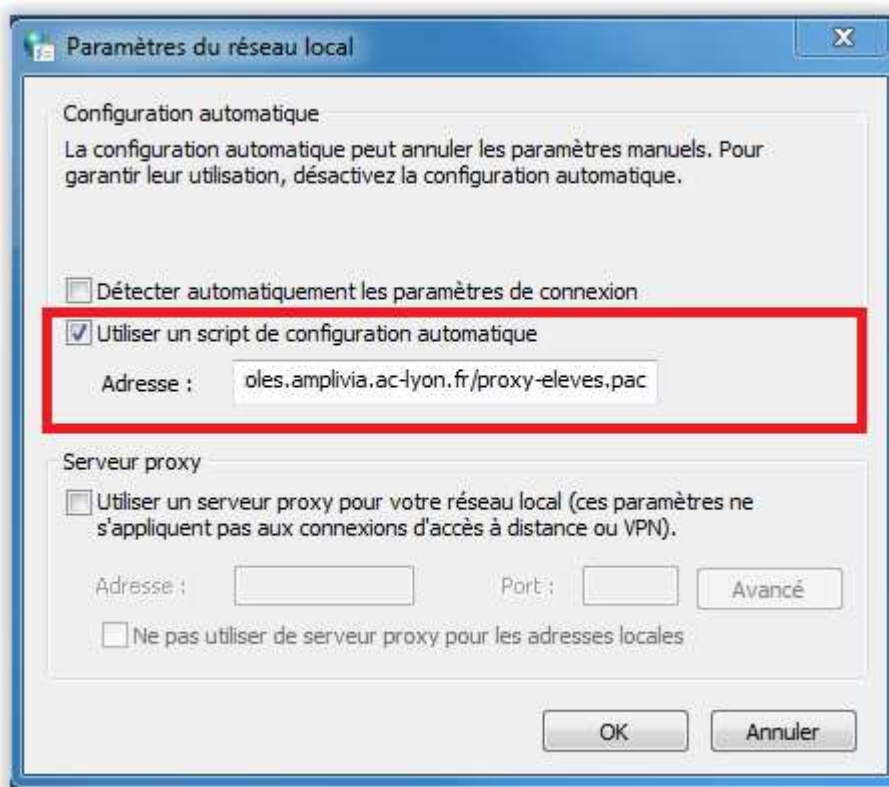 Paramètres du réseau local
Configuration automatique
La configuration automatique peut annuler les paramètres manuels. Pour
garantir leur utilisation, désactivez la configuration automatique.
Détecter automatiquement les paramètres de connexion
Utiliser un script de configuration automatique
Adresse : oles.amplivia.ac-lyon.fr/proxy-eleves.pac
Serveur proxy
Utiliser un serveur proxy pour votre réseau local (ces paramètres ne
s'appliquent pas aux connexions d'accès à distance ou VPN).
Adresse : Port : Avancé
Ne pas utiliser de serveur proxy pour les adresses locales
OK Annuler